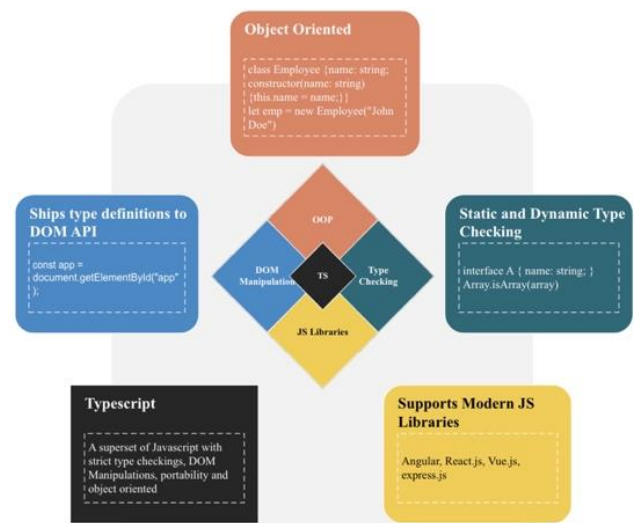 Object Oriented
class Employee {name: string;
constructor(name: string)
{this.name = name;}}
let emp = new Employee("John
Doe")
Ships type definitions to
DOM API
const app =
document.getElementById("app"
);
OOP
DOM
Manipulation
TS
Type
Checking
JS Libraries
Static and Dynamic Type
Checking
interface A { name: string; }
Array.isArray(array)
Typescript
A superset of Javascript with
strict type checkings, DOM
Manipulations, portability and
object oriented
Supports Modern JS
Libraries
Angular, React.js, Vue.js,
express.js